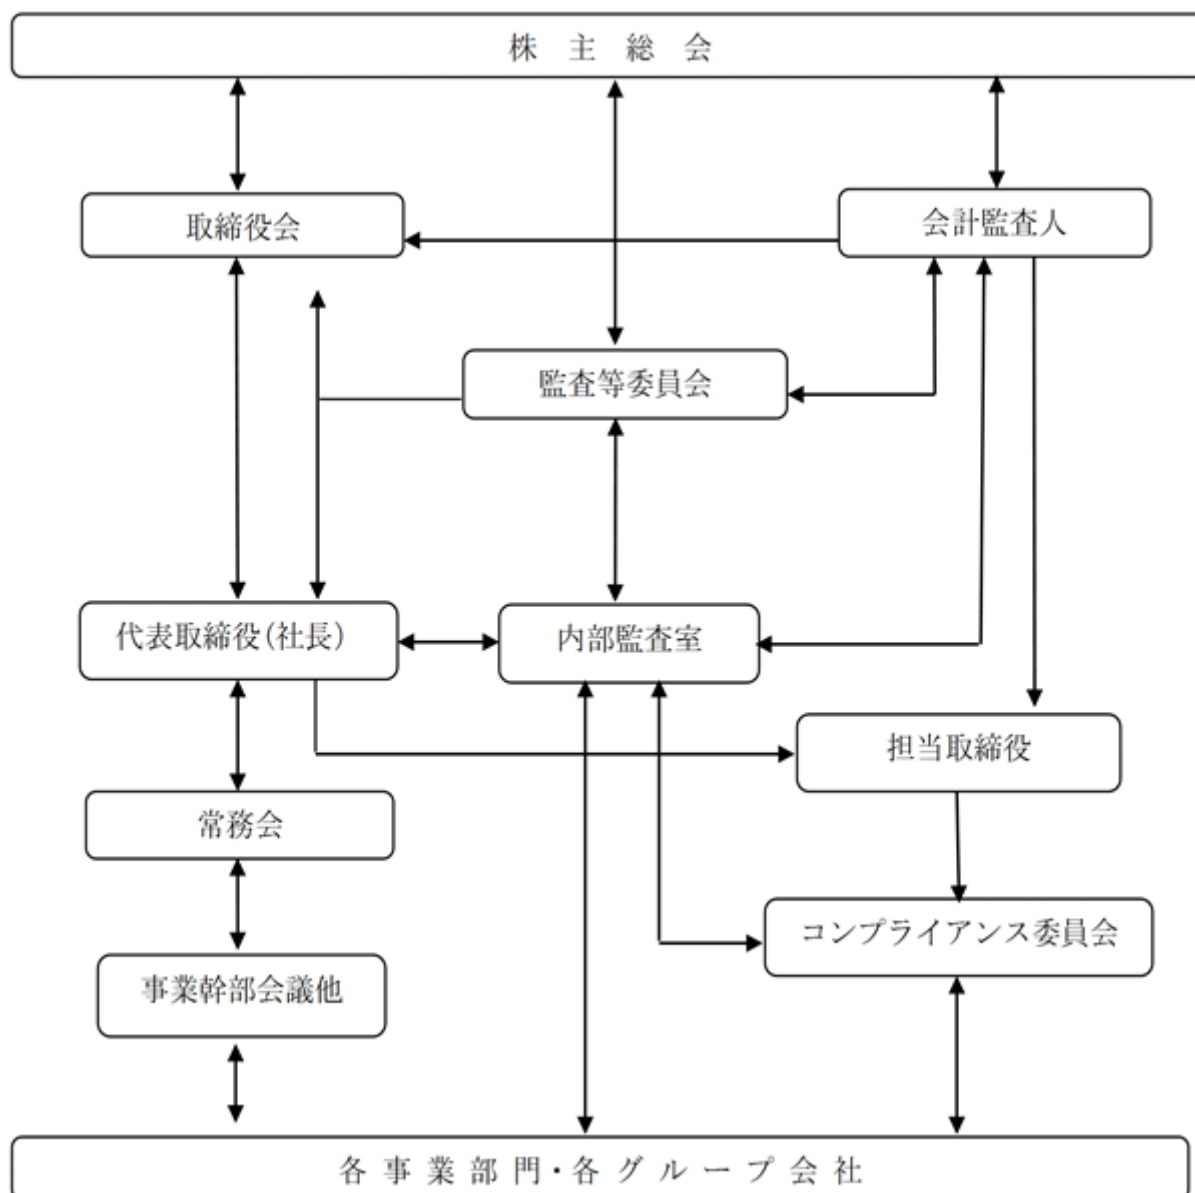 株主総会
取締役会
会計監査人
監査等委員会
代表取締役(社長)
内部監査室
担当取締役
常務会
コンプライアンス委員会
事業幹部会議他
各事業部門・各グループ会社